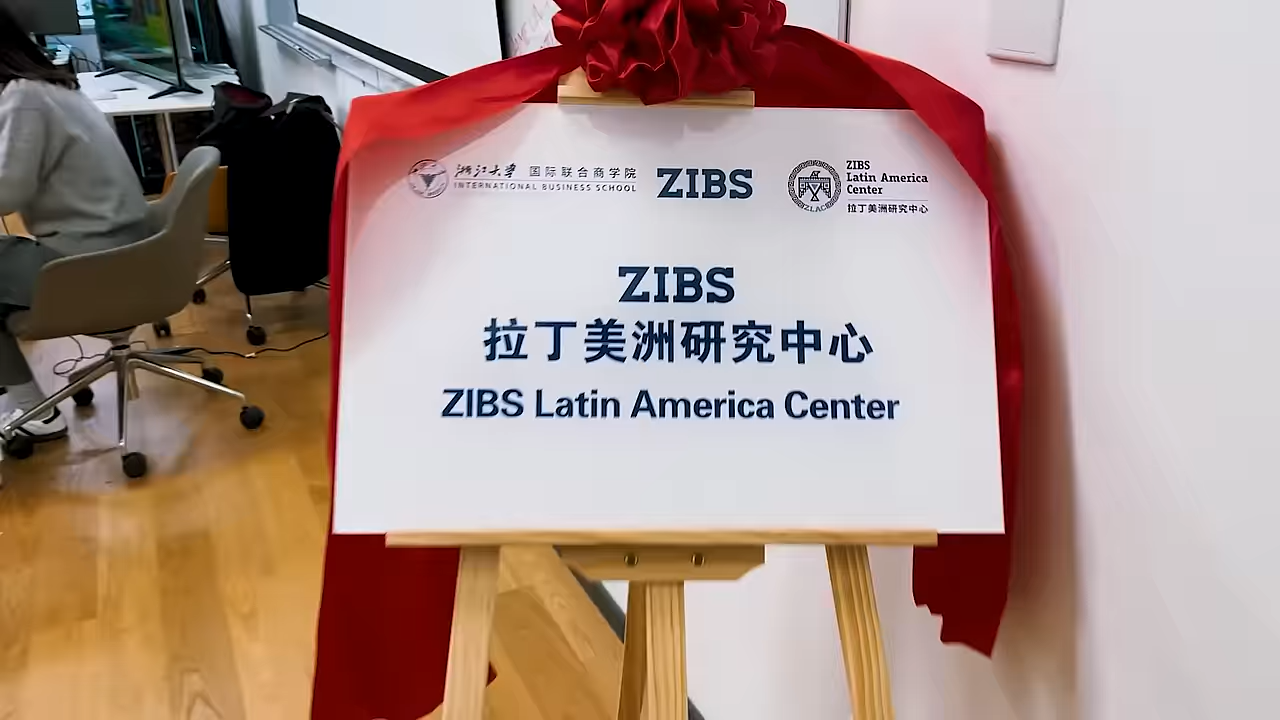 浙江大学 国际联合商学院
INTERNATIONAL BUSINESS SCHOOL
ZIBS
ZIBS
Latin America
Center
拉丁美洲研究中心
ZLAC
ZIBS
拉丁美洲研究中心
ZIBS Latin America Center